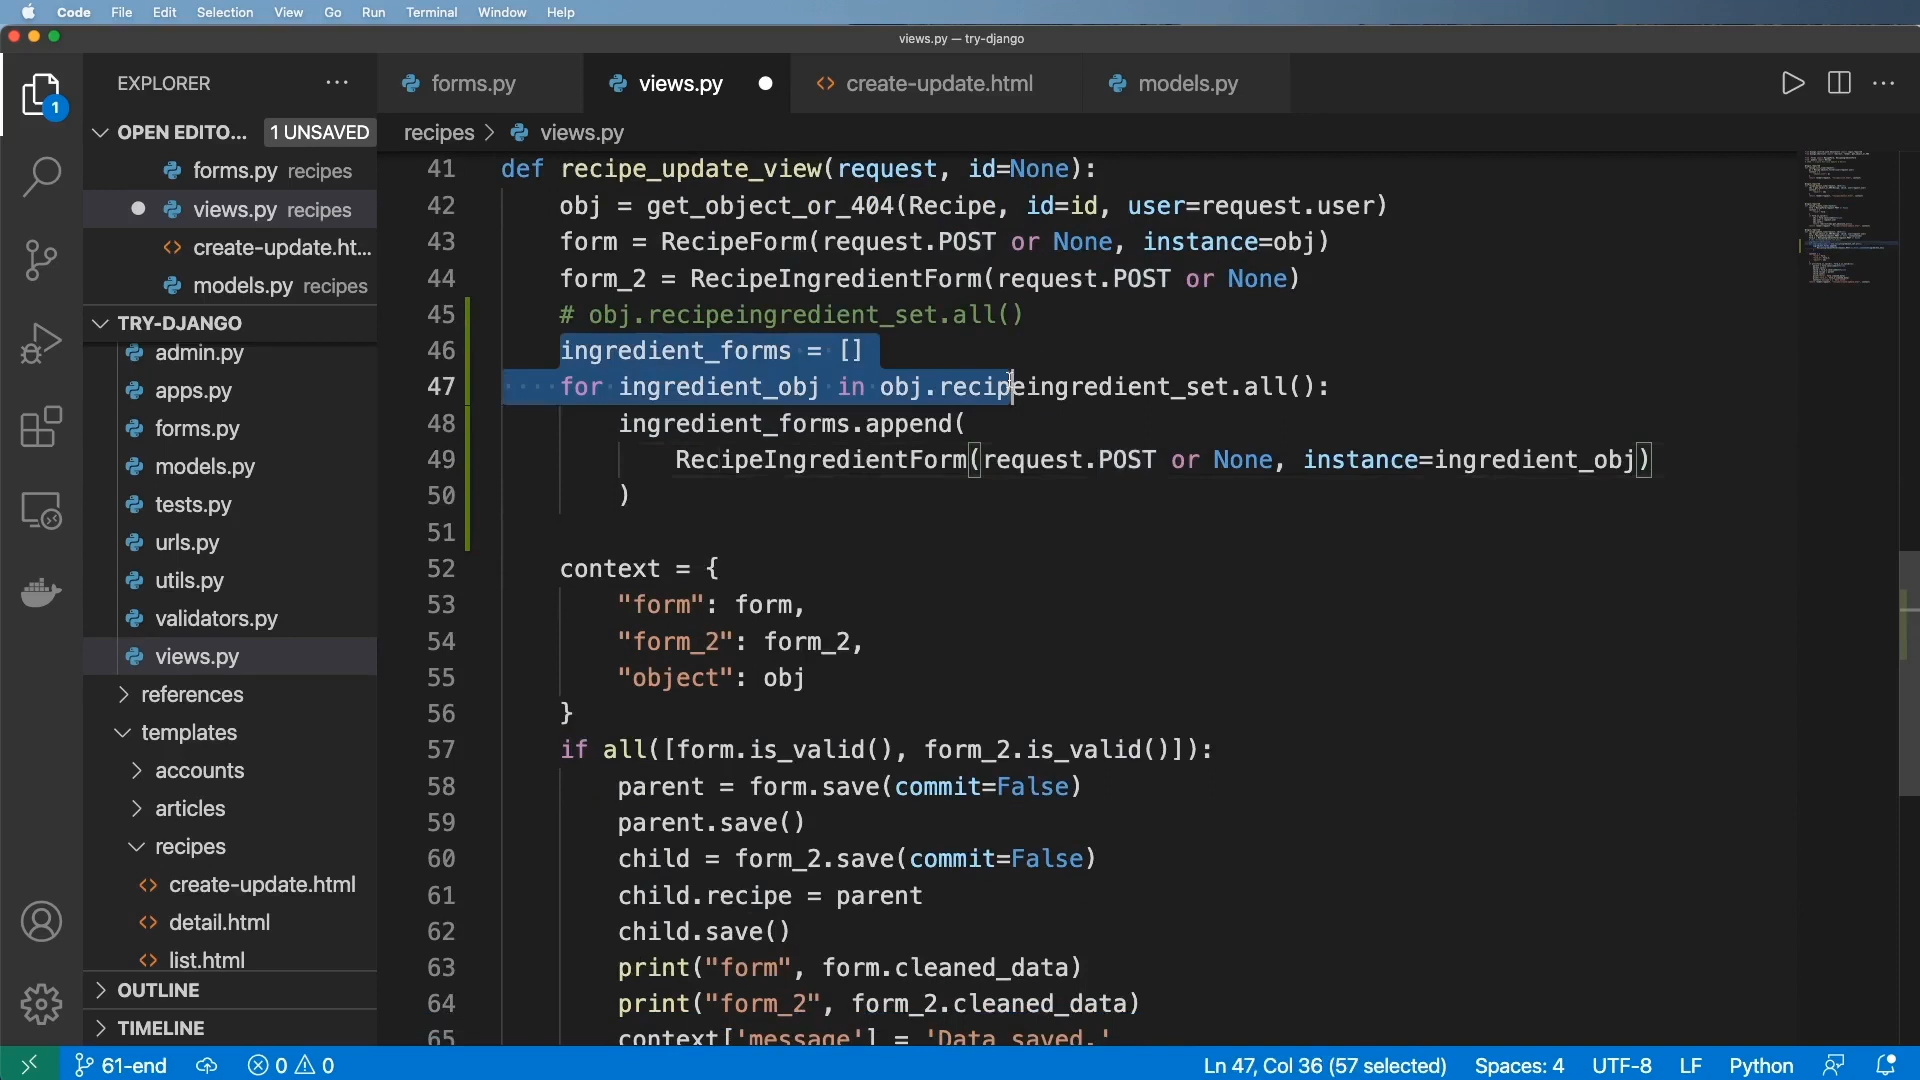 Code File Edit Selection View Go Run Terminal Window Help
views.py — try-django
EXPLORER
forms.py
views.py
create-update.html
models.py
OPEN EDITO...
1 UNSAVED
recipes > views.py
forms.py recipes
views.py recipes
create-update.ht...
models.py recipes
TRY-DJANGO
admin.py
apps.py
forms.py
models.py
tests.py
urls.py
utils.py
validators.py
views.py
references
templates
accounts
articles
recipes
create-update.html
detail.html
list.html
OUTLINE
TIMELINE
1
41 def recipe_update_view(request, id=None):
42 obj = get_object_or_404(Recipe, id=id, user=request.user)
43 form = RecipeForm(request.POST or None, instance=obj)
44 form_2 = RecipeIngredientForm(request.POST or None)
45 # obj.recipeingredient_set.all()
46 ingredient_forms = []
47 for ingredient_obj in obj.recipeingredient_set.all():
48 ingredient_forms.append(
49 RecipeIngredientForm(request.POST or None, instance=ingredient_obj)
50 )
51
52 context = {
53 "form": form,
54 "form_2": form_2,
55 "object": obj
56 }
57 if all([form.is_valid(), form_2.is_valid()]):
58 parent = form.save(commit=False)
59 parent.save()
60 child = form_2.save(commit=False)
61 child.recipe = parent
62 child.save()
63 print("form", form.cleaned_data)
64 print("form_2", form_2.cleaned_data)
65 context['message'] = 'Data saved.'
61-end 0 0 Ln 47, Col 36 (57 selected) Spaces: 4 UTF-8 LF Python